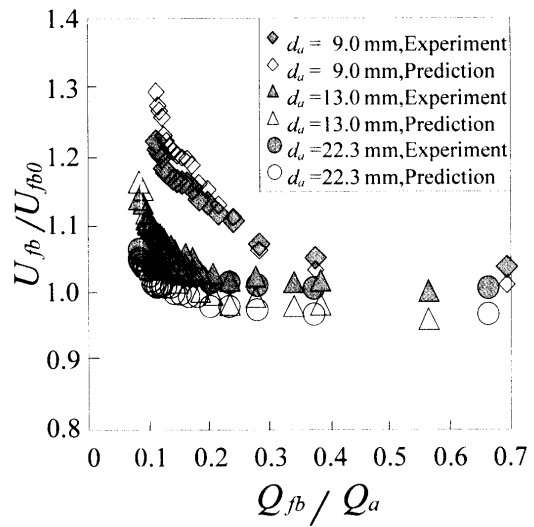 1.4
1.3
1.2
1.1
1.0
0.9
0.8
U_fb/U_fb0
d_a = 9.0 mm,Experiment
d_a = 9.0 mm,Prediction
d_a =13.0 mm,Experiment
d_a =13.0 mm,Prediction
d_a = 22.3 mm,Experiment
d_a = 22.3 mm,Prediction
0 0.1 0.2 0.3 0.4 0.5 0.6 0.7
Q_fb / Q_a